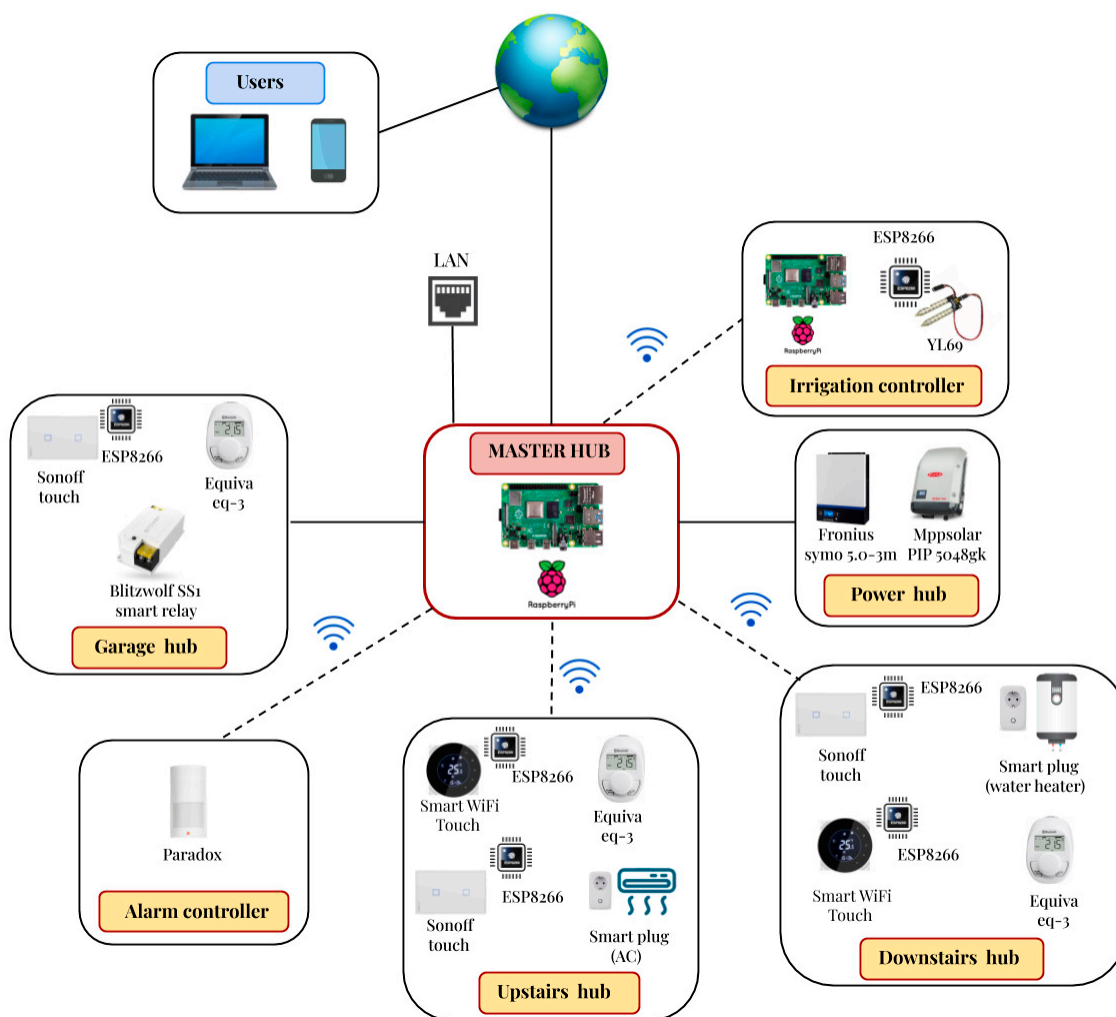 Users
LAN
ESP8266
RaspberryPi
YL69
Irrigation controller
ESP8266
Sonoff
touch
Equiva
eq-3
Blitzwolf SS1
smart relay
Garage hub
MASTER HUB
RaspberryPi
Fronius
symo 5.0-3m
Mppsolar
PIP 5048gk
Power hub
Paradox
Alarm controller
ESP8266
Smart WiFi
Touch
Equiva
eq-3
ESP8266
Sonoff
touch
Smart plug
(AC)
Upstairs hub
ESP8266
Sonoff
touch
Smart plug
(water heater)
ESP8266
Smart WiFi
Touch
Equiva
eq-3
Downstairs hub